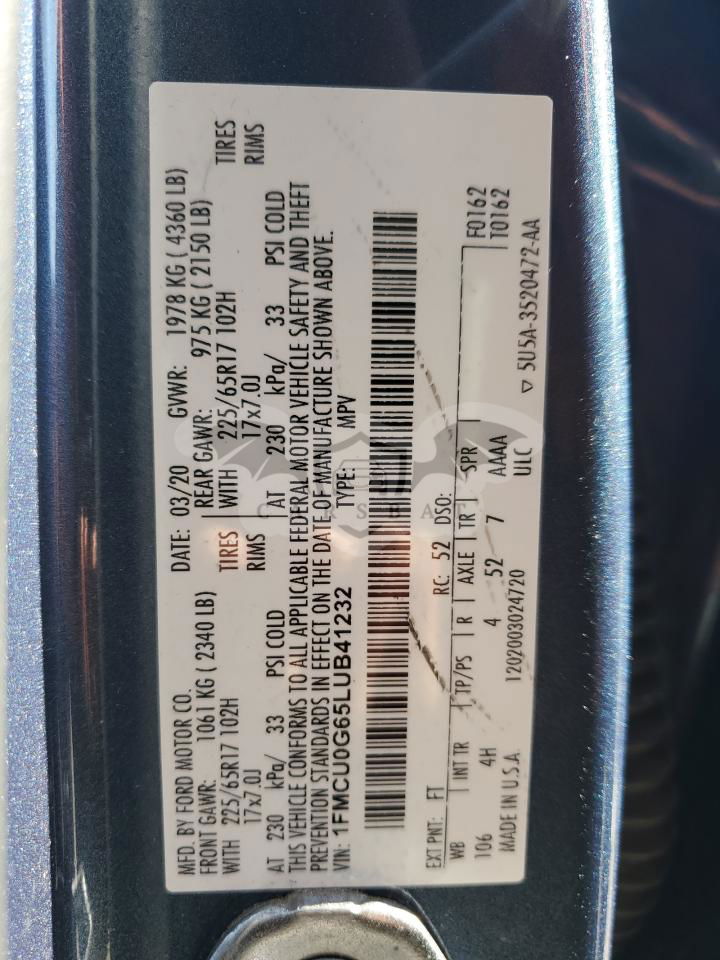 MFD. BY FORD MOTOR CO. DATE: 03/20 GVWR: 1978 KG ( 4360 LB)
FRONT GAWR: 1061 KG ( 2340 LB) REAR GAWR: 975 KG ( 2150 LB)
WITH 225/65R17 102H TIRES WITH 225/65R17 102H TIRES
17x7.0J RIMS 17x7.0J RIMS
AT 230 kPa/ 33 PSI COLD AT 230 kPa/ 33 PSI COLD
THIS VEHICLE CONFORMS TO ALL APPLICABLE FEDERAL MOTOR VEHICLE SAFETY AND THEFT
PREVENTION STANDARDS IN EFFECT ON THE DATE OF MANUFACTURE SHOWN ABOVE.
VIN: 1FMCU0G65LUB41232 TYPE: MPV
EXT PNT: FT RC: 52 DSO: F0162
WB INT TR TP/PS R AXLE TR SPR T0162
106 4H 4 52 7 AAAA
MADE IN U.S.A. 1202003024720 ULC ▽ 5U5A-3520472-AA
CARSBAT